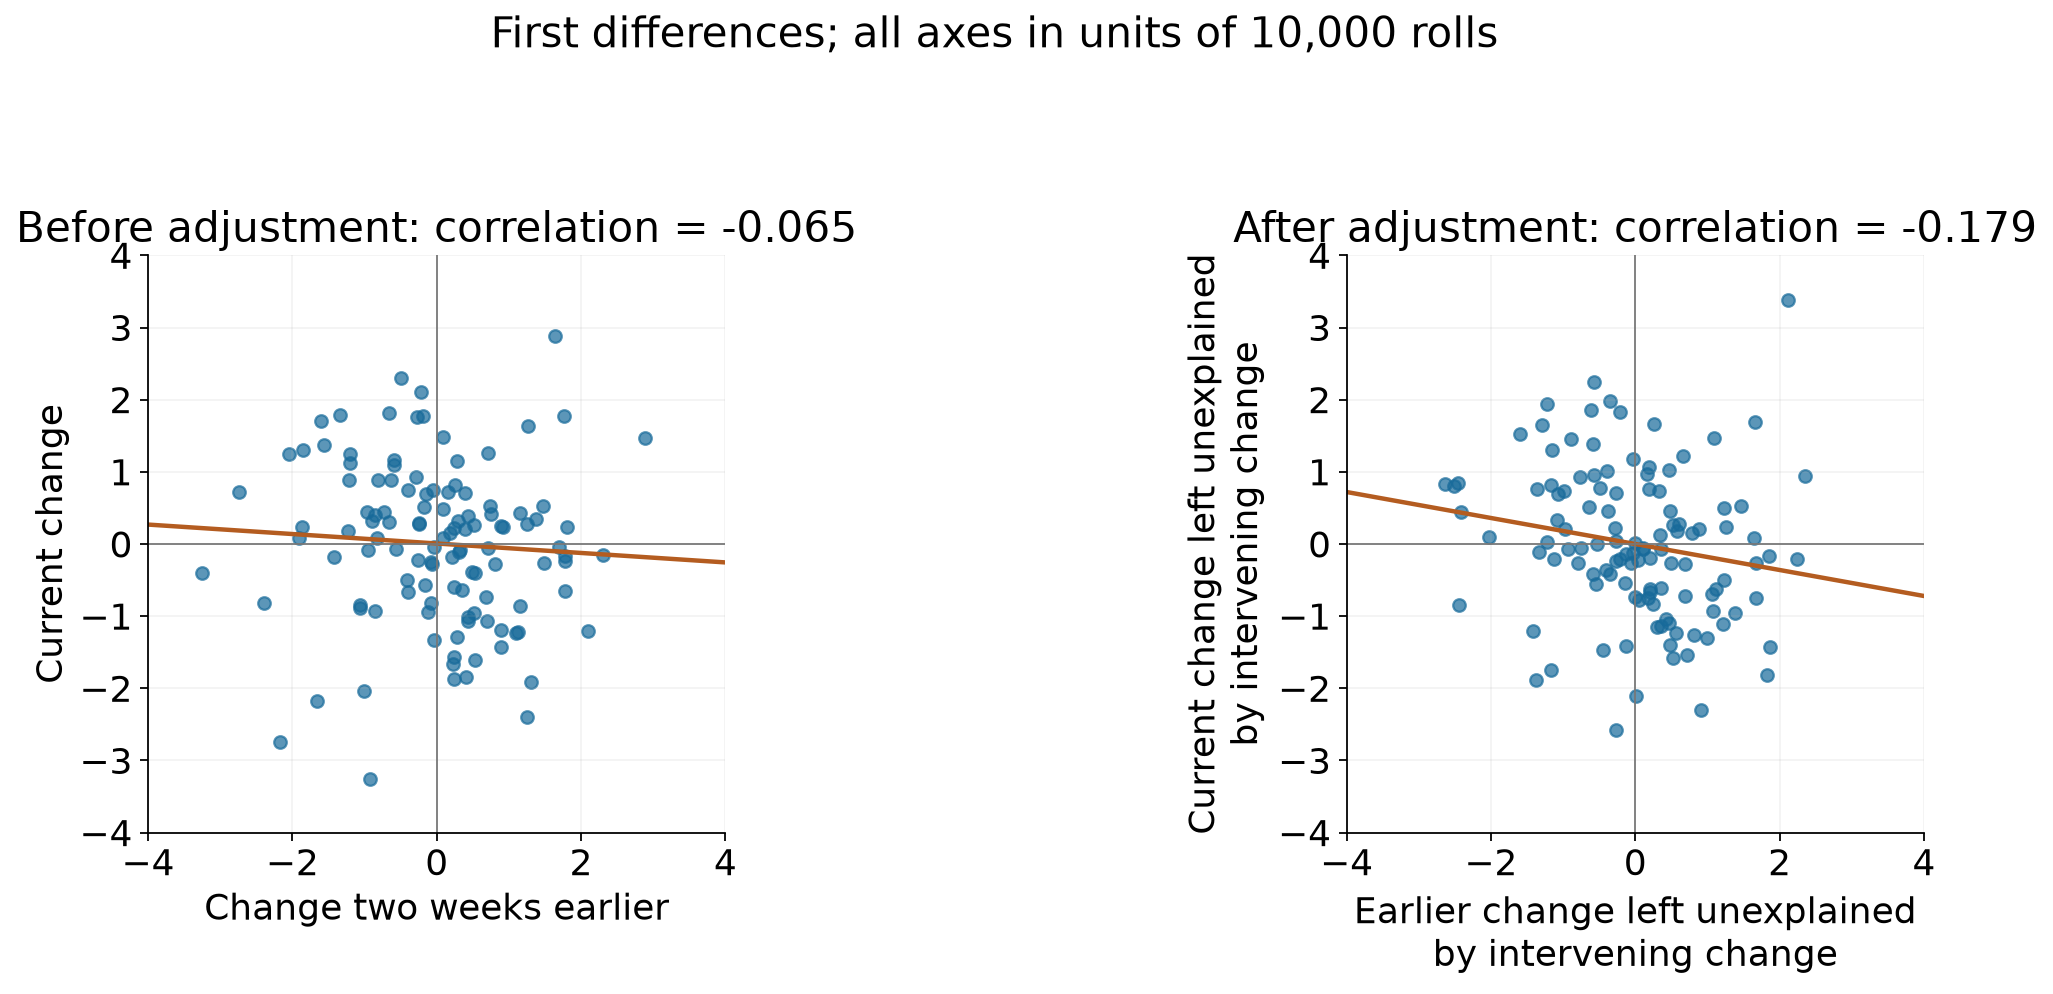 First differences; all axes in units of 10,000 rolls
Before adjustment: correlation = -0.065
4
3
2
1
0
−1
−2
−3
−4
Current change
−4 −2 0 2 4
Change two weeks earlier
After adjustment: correlation = -0.179
4
3
2
1
0
−1
−2
−3
−4
Current change left unexplained
by intervening change
−4 −2 0 2 4
Earlier change left unexplained
by intervening change